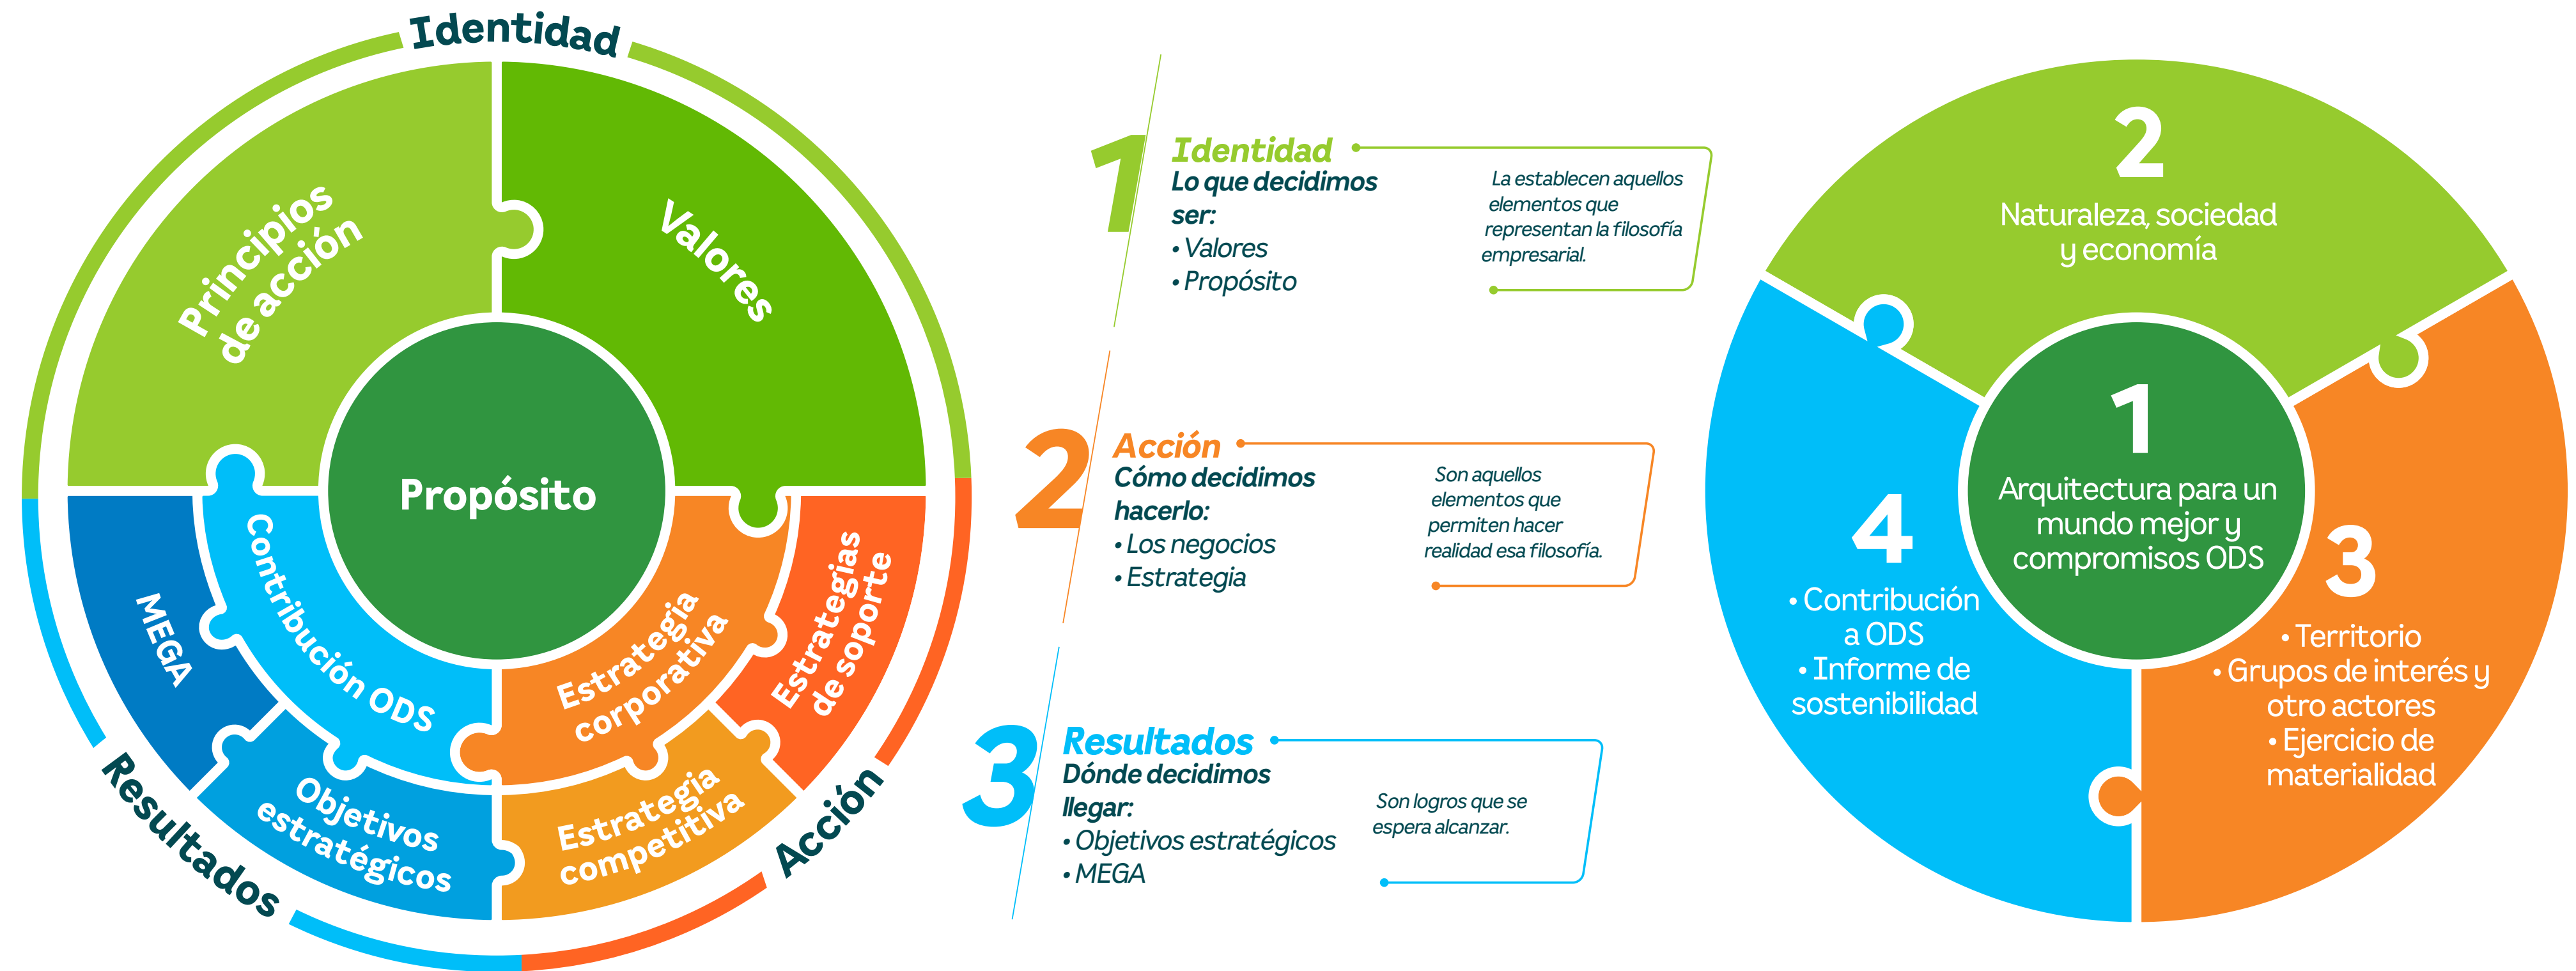 Identidad
Principios
de acción
Valores
Propósito
MEGA
Contribución ODS
Objetivos
estratégicos
Estrategia
corporativa
Estrategias
de soporte
Estrategia
competitiva
Resultados
Acción
1
Identidad
Lo que decidimos
ser:
• Valores
• Propósito
La establecen aquellos
elementos que
representan la filosofía
empresarial.
2
Acción
Cómo decidimos
hacerlo:
• Los negocios
• Estrategia
Son aquellos
elementos que
permiten hacer
realidad esa filosofía.
3
Resultados
Dónde decidimos
llegar:
• Objetivos estratégicos
• MEGA
Son logros que se
espera alcanzar.
2
Naturaleza, sociedad
y economía
1
Arquitectura para un
mundo mejor y
compromisos ODS
4
• Contribución
a ODS
• Informe de
sostenibilidad
3
• Territorio
• Grupos de interés y
otro actores
• Ejercicio de
materialidad